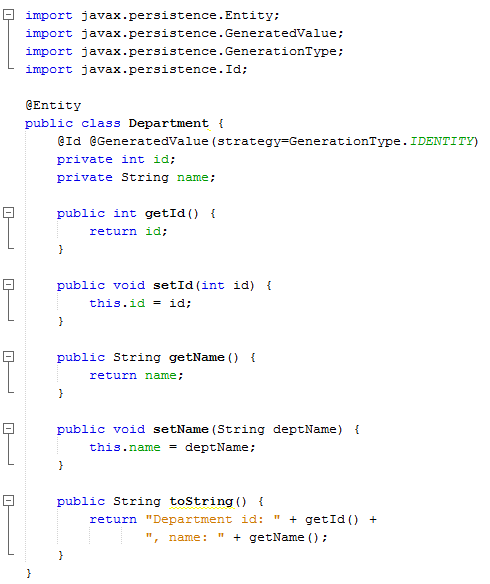 import javax.persistence.Entity;
import javax.persistence.GeneratedValue;
import javax.persistence.GenerationType;
import javax.persistence.Id;

@Entity
public class Department {
    @Id @GeneratedValue(strategy=GenerationType.IDENTITY)
    private int id;
    private String name;

    public int getId() {
        return id;
    }

    public void setId(int id) {
        this.id = id;
    }

    public String getName() {
        return name;
    }

    public void setName(String deptName) {
        this.name = deptName;
    }

    public String toString() {
        return "Department id: " + getId() +
               ", name: " + getName();
    }
}